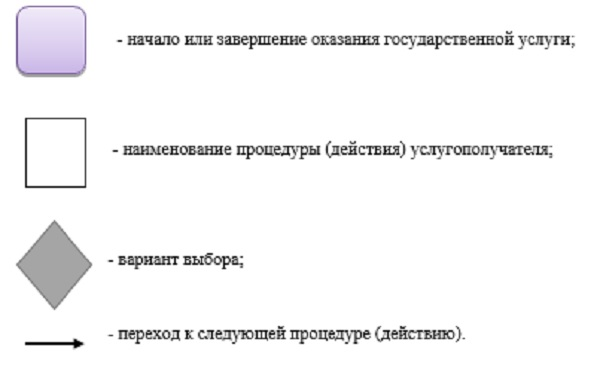 - начало или завершение оказания государственной услуги;
- наименование процедуры (действия) услугополучателя;
- вариант выбора;
- переход к следующей процедуре (действию).